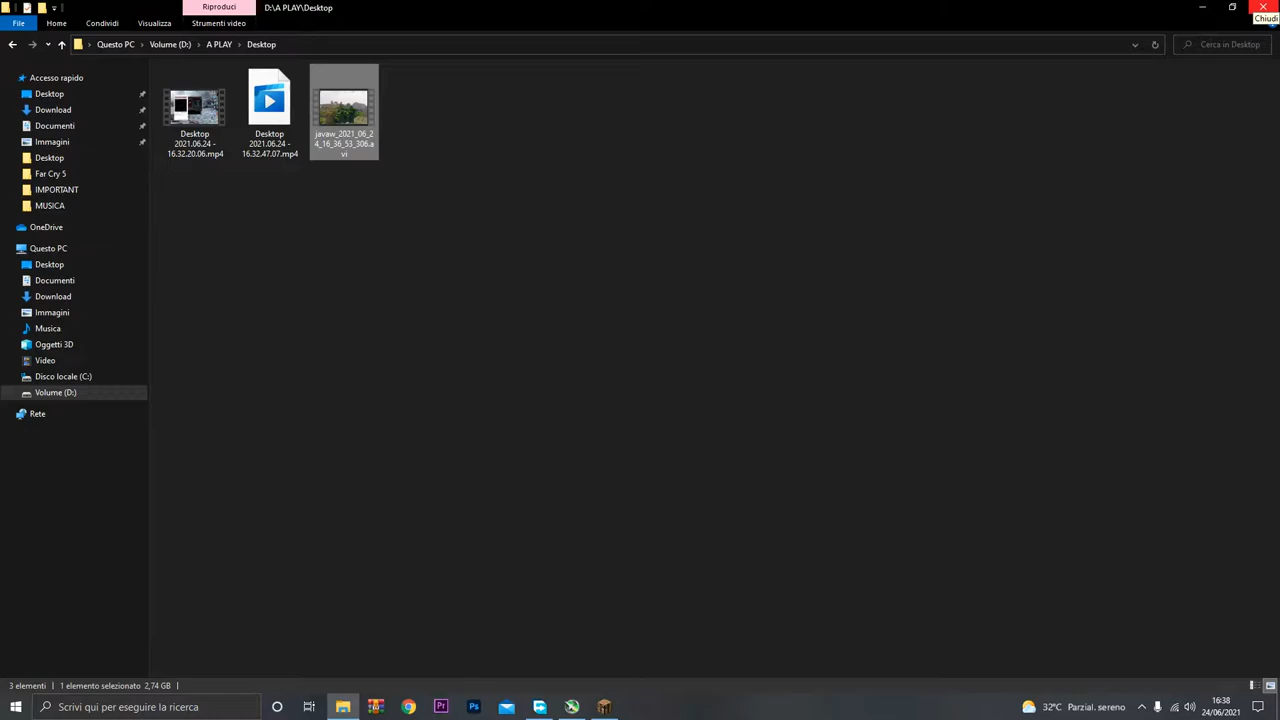 Riproduci
D:\A PLAY\Desktop
Chiudi
File
Home
Condividi
Visualizza
Strumenti video
Questo PC
Volume (D:)
A PLAY
Desktop
Cerca in Desktop
Accesso rapido
Desktop
Download
Documenti
Immagini
Desktop
Far Cry 5
IMPORTANT
MUSICA
OneDrive
Questo PC
Desktop
Documenti
Download
Immagini
Musica
Oggetti 3D
Video
Disco locale (C:)
Volume (D:)
Rete
Desktop
2021.06.24 -
16.32.20.06.mp4
Desktop
2021.06.24 -
16.32.47.07.mp4
javaw_2021_06_2
4_16_36_53_306.a
vi
3 elementi
1 elemento selezionato 2,74 GB
Scrivi qui per eseguire la ricerca
Pr
Ps
32°C Parzial. sereno
16:38
24/06/2021